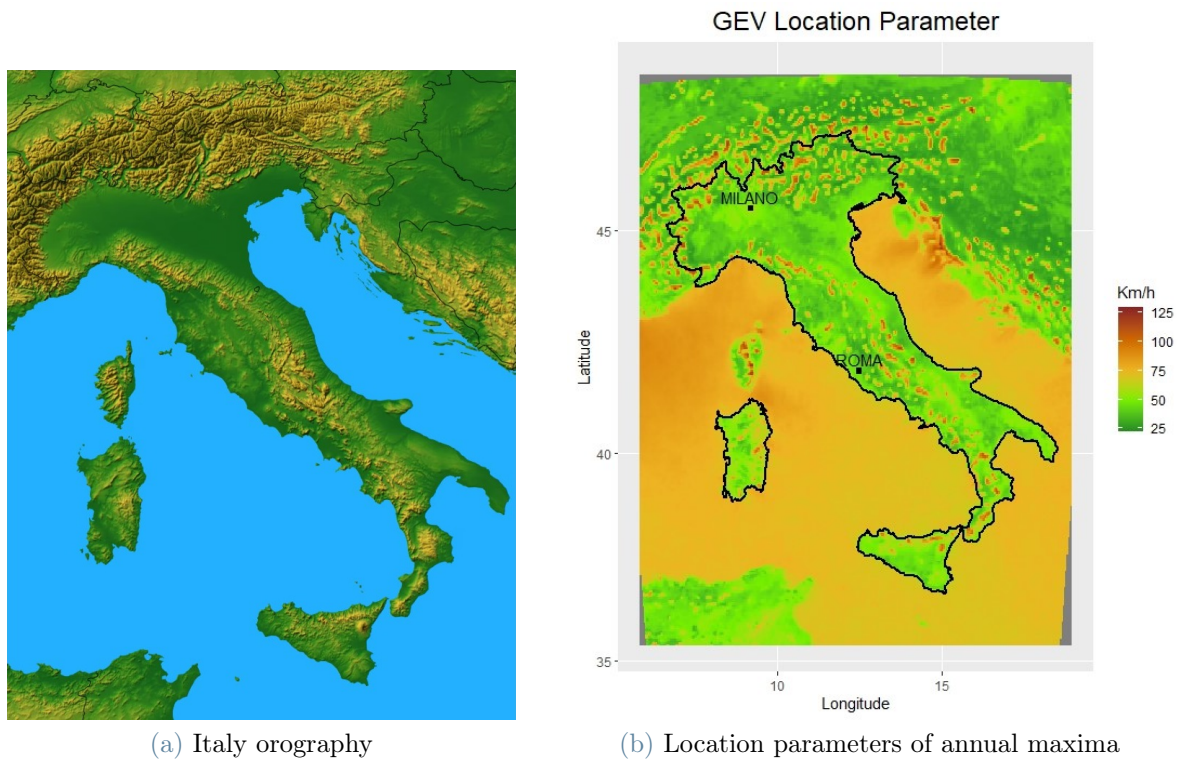 GEV Location Parameter
MILANO
ROMA
45
40
35
Latitude
10
15
Longitude
Km/h
125
100
75
50
25
(a) Italy orography
(b) Location parameters of annual maxima